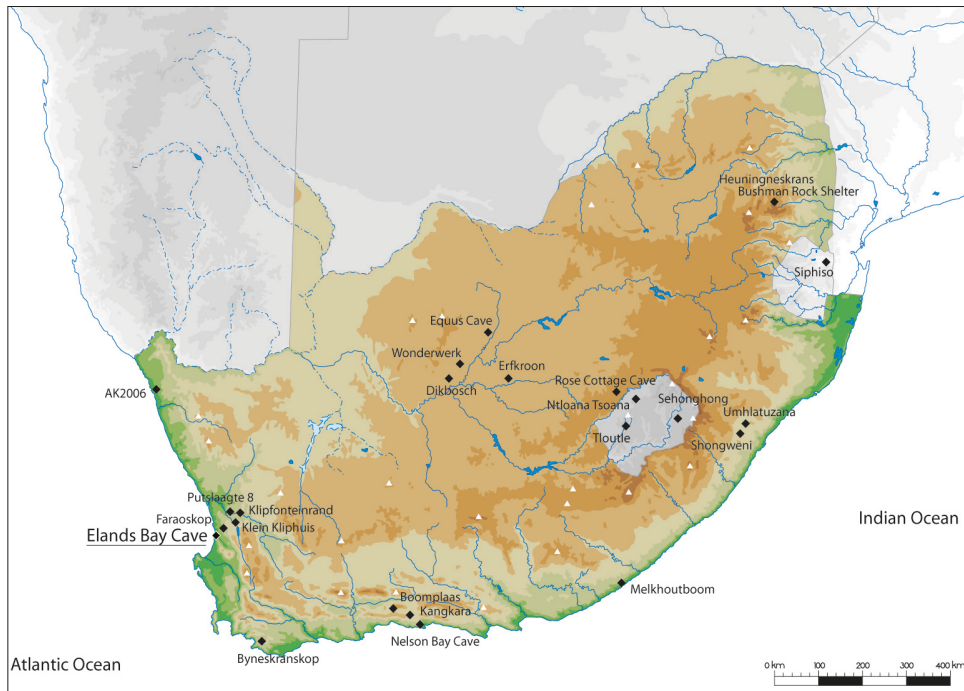 Heuningneskrans
Bushman Rock Shelter
Siphiso
Equus Cave
Wonderwerk
Erfkroon
Dikbosch
Rose Cottage Cave
AK2006
Ntloana Tsoana
Sehonghong
Umhlatuzana
Tloutle
Shongweni
Putslaagte 8
Klipfonteinrand
Faraoskop
Klein Kliphuis
Elands Bay Cave
Indian Ocean
Melkhoutboom
Boomplaas
Kangkara
Nelson Bay Cave
Byneskranskop
Atlantic Ocean
0 km 100 200 300 400 km